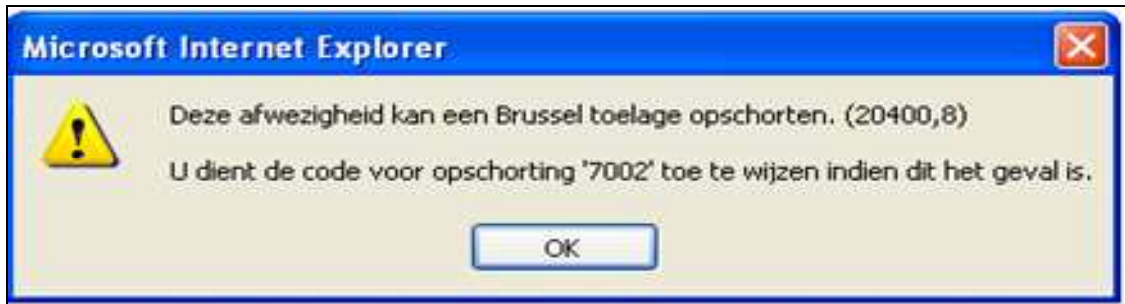 Microsoft Internet Explorer
Deze afwezigheid kan een Brussel toelage opschorten. (20400,8)
U dient de code voor opschorting '7002' toe te wijzen indien dit het geval is.
OK